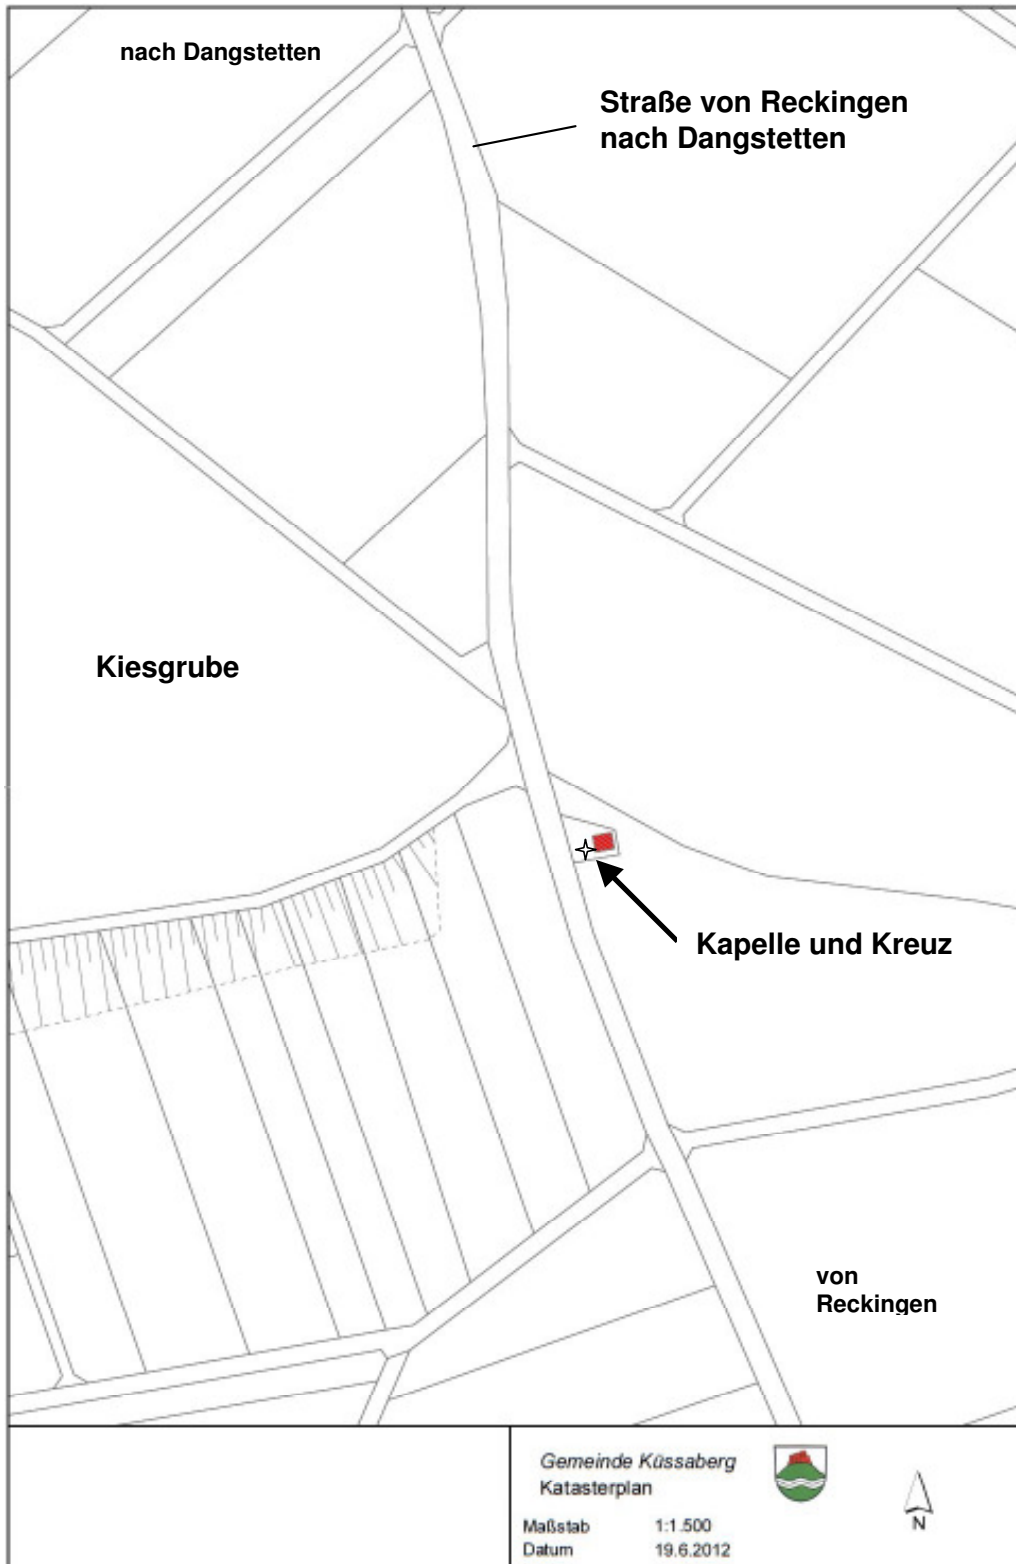 nach Dangstetten
Straße von Reckingen
nach Dangstetten
Kiesgrube
Kapelle und Kreuz
von
Reckingen
Gemeinde Küssaberg
Katasterplan
Maßstab 1:1.500
Datum 19.6.2012
N